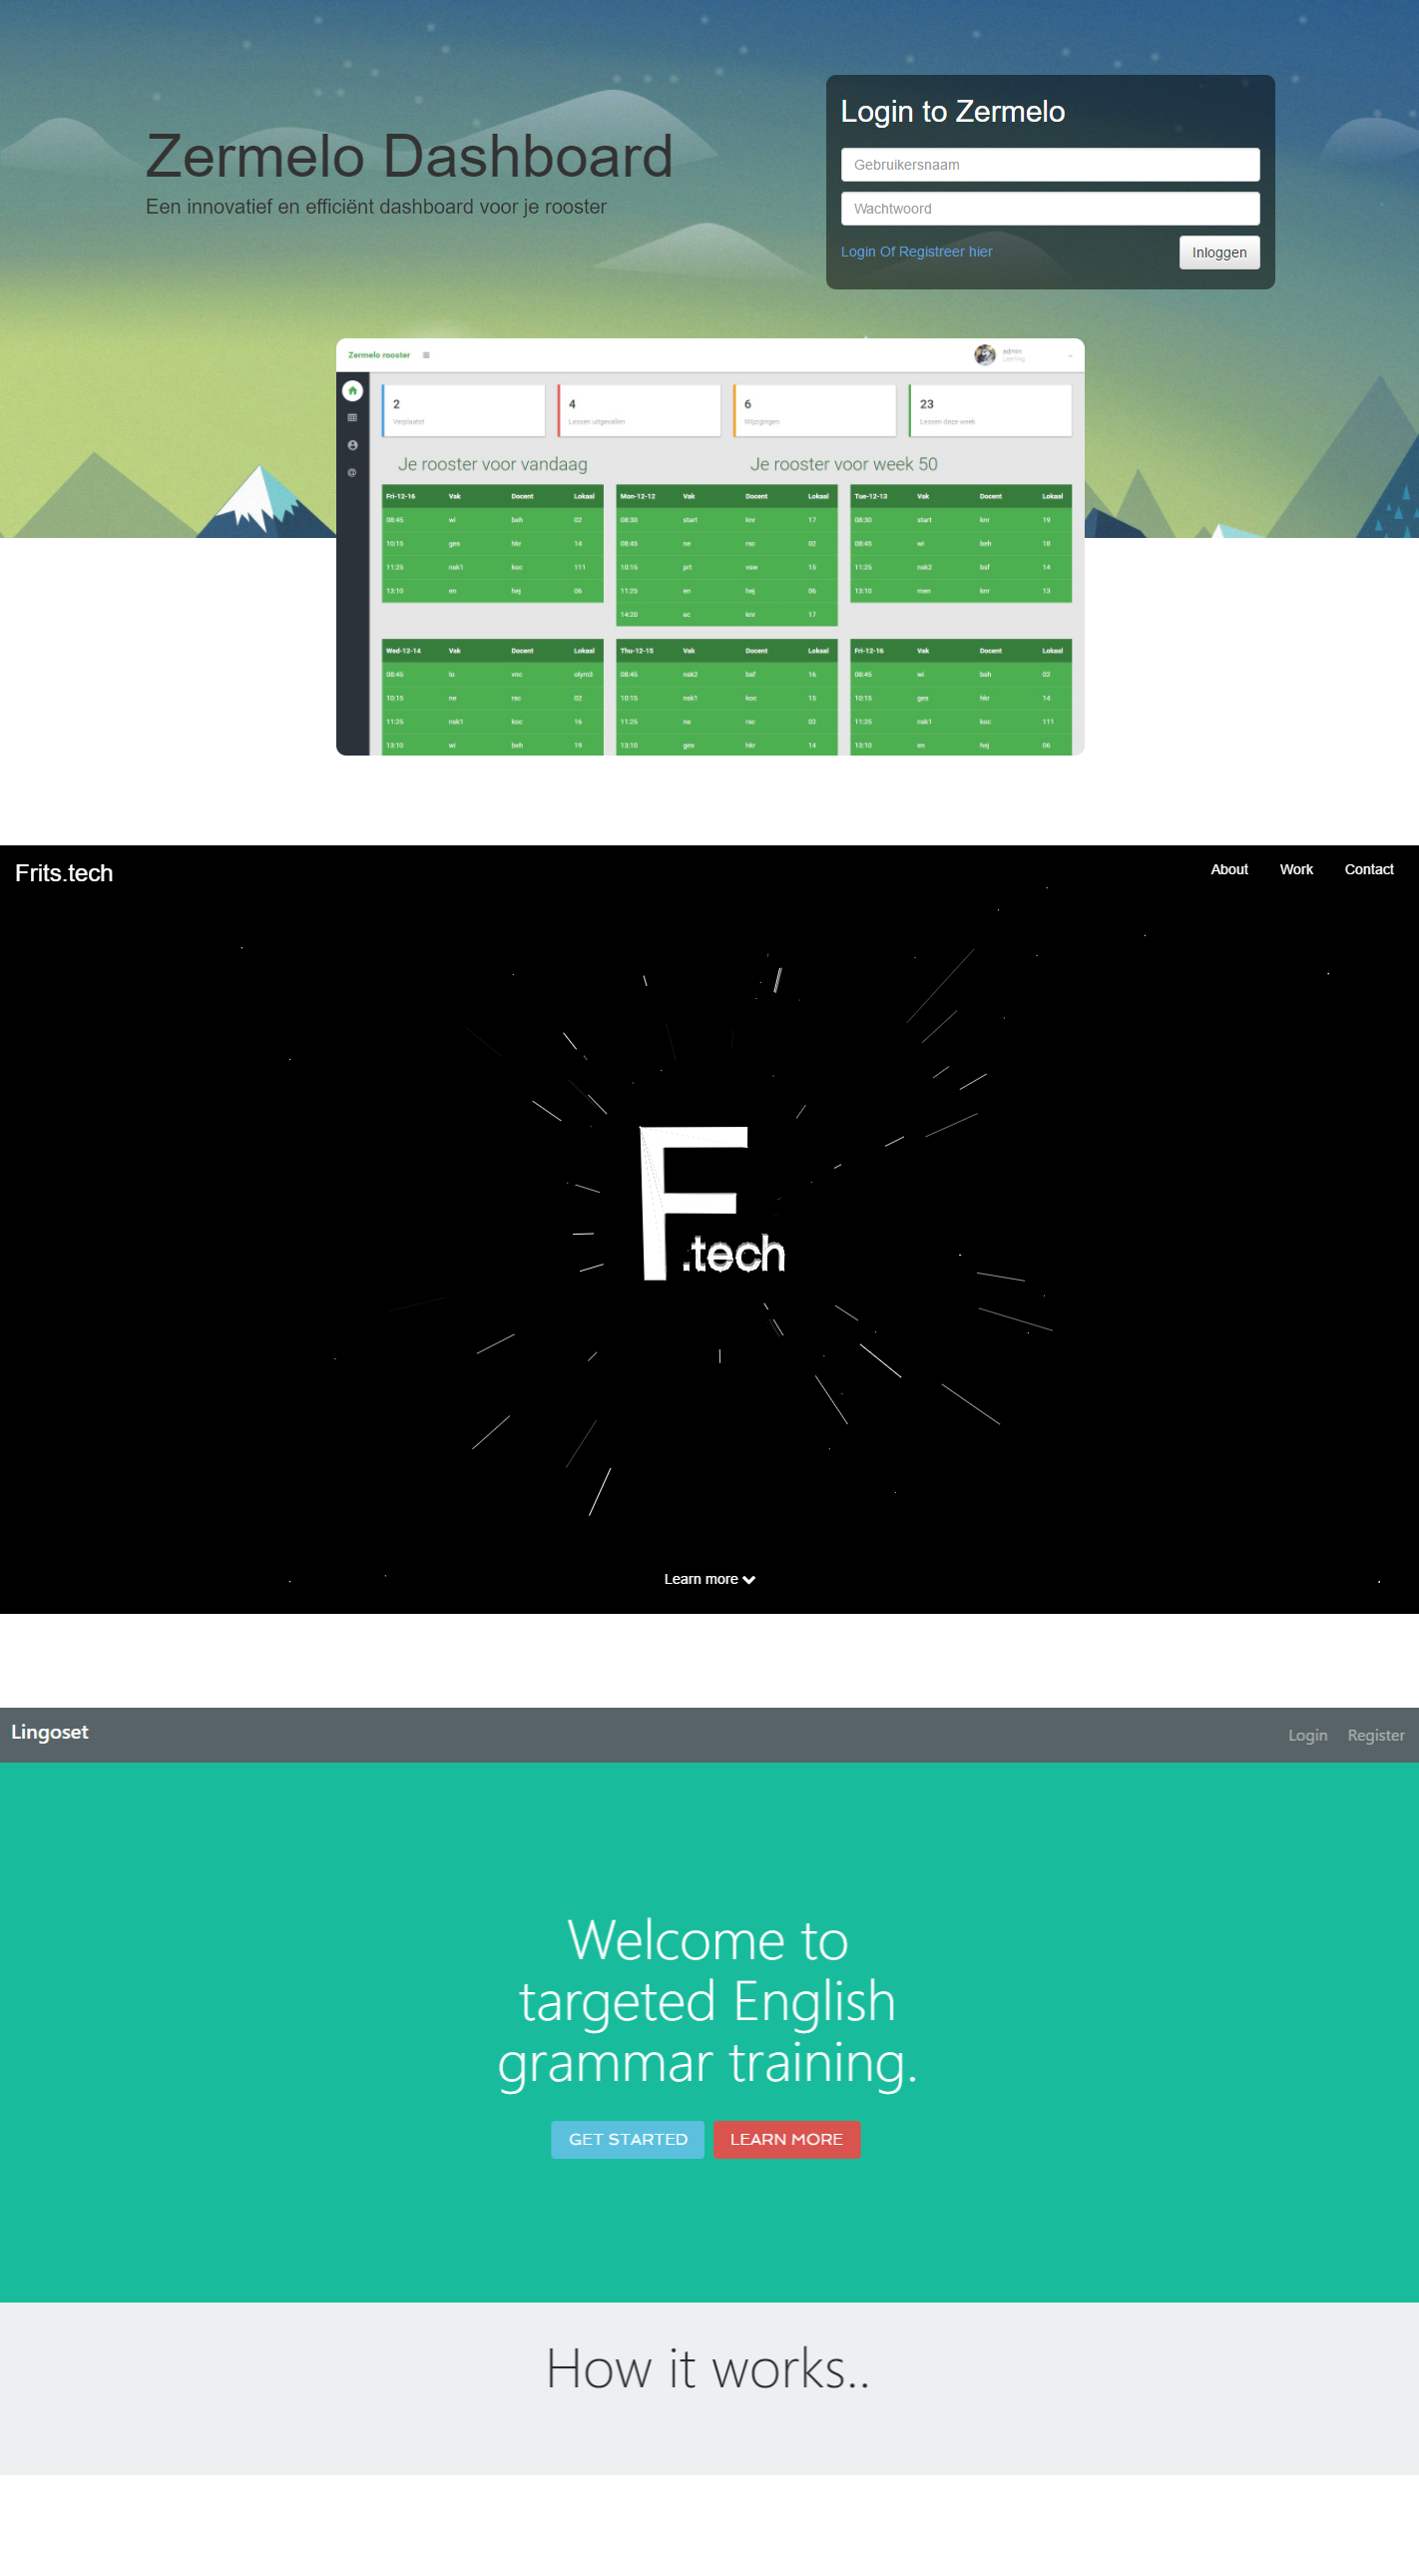 Zermelo Dashboard
Een innovatief en efficiënt dashboard voor je rooster
Login to Zermelo
Gebruikersnaam
Wachtwoord
Login Of Registreer hier
Inloggen
Zermelo rooster
admin
Leerling
2
Verplaatst
4
Lessen uitgevallen
6
Wijzigingen
23
Lessen deze week
Je rooster voor vandaag
Je rooster voor week 50
Fri-12-16 Vak Docent Lokaal
08:45 wi beh 02
10:15 ges hkr 14
11:25 nsk1 koc 111
13:10 en hej 06
Mon-12-12 Vak Docent Lokaal
08:30 start knr 17
08:45 ne rsc 02
10:15 prt vsw 15
11:25 en hej 06
14:20 ec knr 17
Tue-12-13 Vak Docent Lokaal
08:30 start knr 19
08:45 wi beh 18
11:25 nsk2 bsf 14
13:10 men knr 13
Wed-12-14 Vak Docent Lokaal
08:45 lo vnc olym3
10:15 ne rsc 02
11:25 nsk1 koc 16
13:10 wi beh 19
Thu-12-15 Vak Docent Lokaal
08:45 nsk2 bsf 16
10:15 nsk1 koc 15
11:25 ne rsc 02
13:10 ges hkr 14
Fri-12-16 Vak Docent Lokaal
08:45 wi beh 02
10:15 ges hkr 14
11:25 nsk1 koc 111
13:10 en hej 06
Frits.tech
About Work Contact
F.tech
Learn more
Lingoset
Login Register
Welcome to
targeted English
grammar training.
GET STARTED LEARN MORE
How it works..